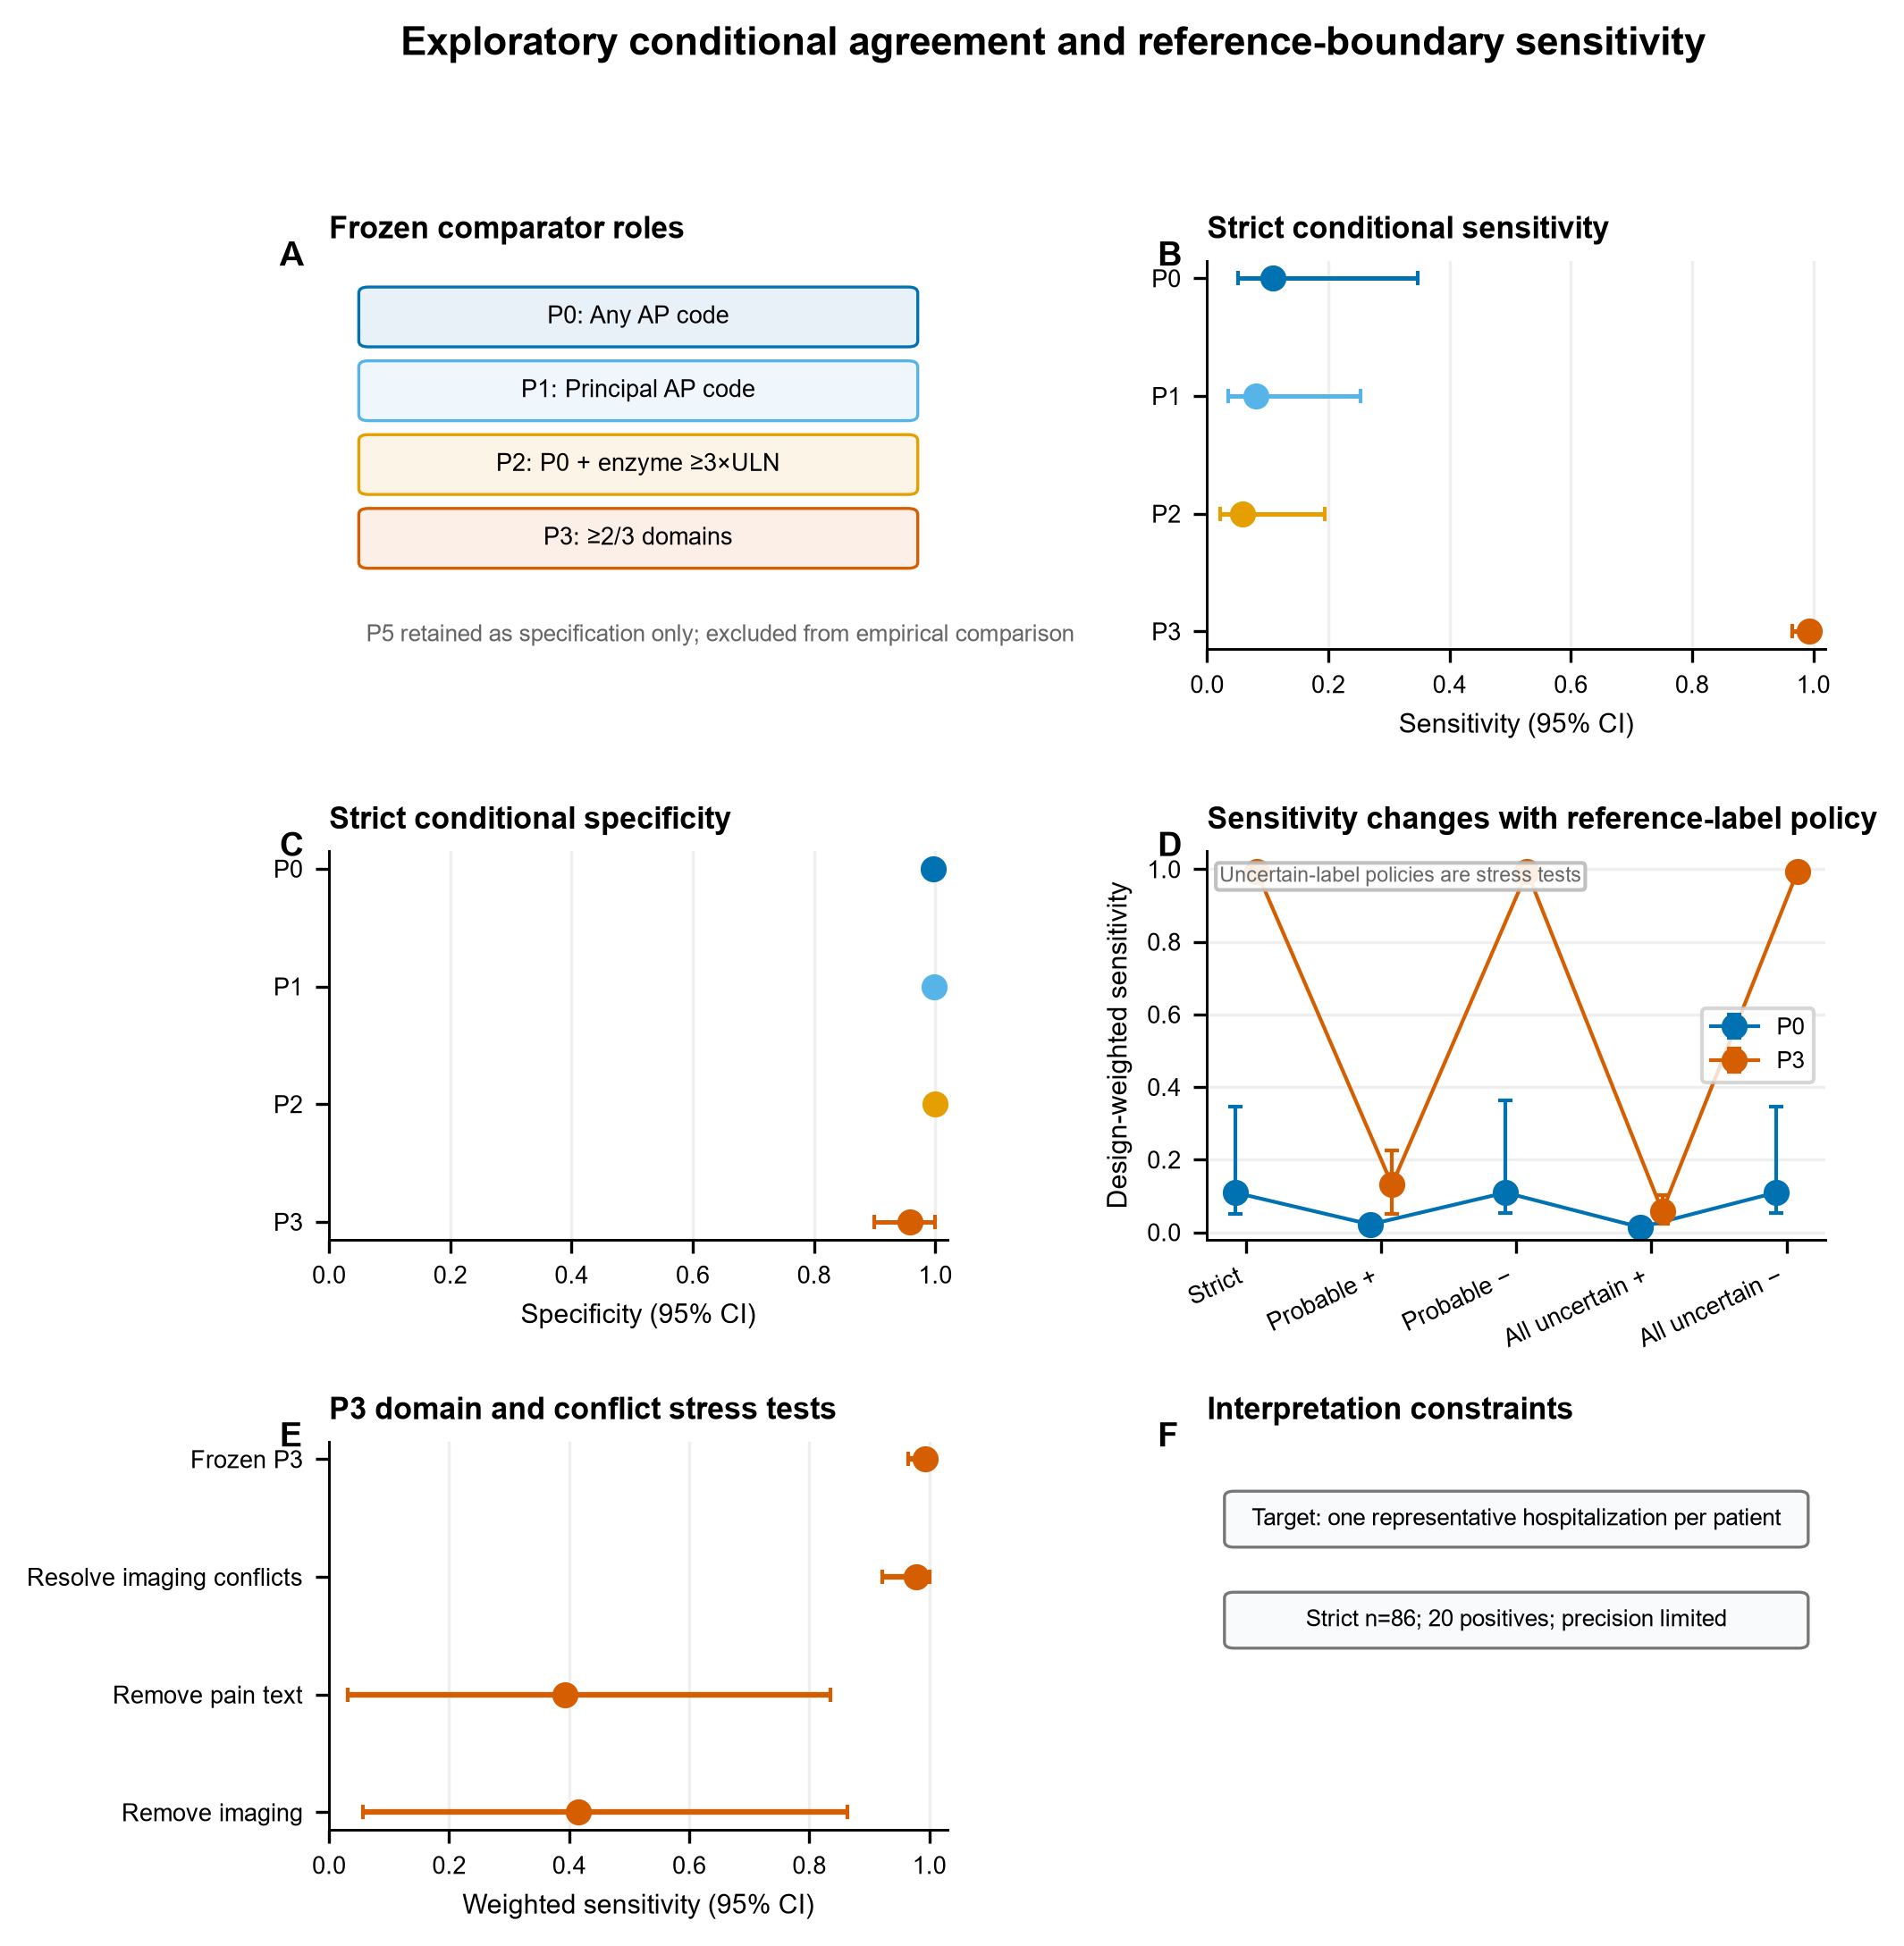 Exploratory conditional agreement and reference-boundary sensitivity
A
Frozen comparator roles
P0: Any AP code
P1: Principal AP code
P2: P0 + enzyme ≥3×ULN
P3: ≥2/3 domains
P5 retained as specification only; excluded from empirical comparison
B
Strict conditional sensitivity
P0
P1
P2
P3
0.0 0.2 0.4 0.6 0.8 1.0
Sensitivity (95% CI)
C
Strict conditional specificity
P0
P1
P2
P3
0.0 0.2 0.4 0.6 0.8 1.0
Specificity (95% CI)
D
Sensitivity changes with reference-label policy
Uncertain-label policies are stress tests
Design-weighted sensitivity
1.0
0.8
0.6
0.4
0.2
0.0
P0
P3
Strict
Probable +
Probable −
All uncertain +
All uncertain −
E
P3 domain and conflict stress tests
Frozen P3
Resolve imaging conflicts
Remove pain text
Remove imaging
0.0 0.2 0.4 0.6 0.8 1.0
Weighted sensitivity (95% CI)
F
Interpretation constraints
Target: one representative hospitalization per patient
Strict n=86; 20 positives; precision limited